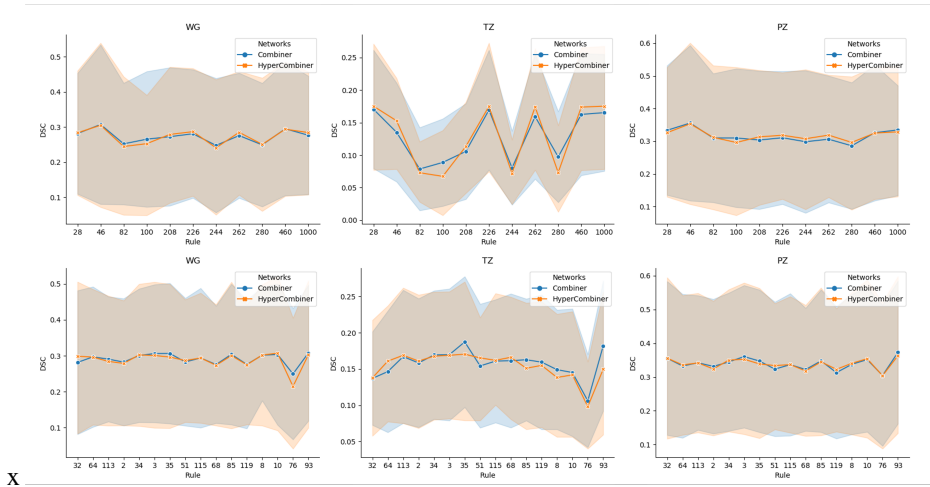 WG
DSC
0.5
0.4
0.3
0.2
0.1
Networks
Combiner
HyperCombiner
28 46 82 100 208 226 244 262 280 460 1000
Rule
TZ
DSC
0.25
0.20
0.15
0.10
0.05
0.00
Networks
Combiner
HyperCombiner
28 46 82 100 208 226 244 262 280 460 1000
Rule
PZ
DSC
0.6
0.5
0.4
0.3
0.2
0.1
Networks
Combiner
HyperCombiner
28 46 82 100 208 226 244 262 280 460 1000
Rule
WG
DSC
0.5
0.4
0.3
0.2
0.1
Networks
Combiner
HyperCombiner
32 64 113 2 34 3 35 51 115 68 85 119 8 10 76 93
Rule
TZ
DSC
0.25
0.20
0.15
0.10
0.05
Networks
Combiner
HyperCombiner
32 64 113 2 34 3 35 51 115 68 85 119 8 10 76 93
Rule
PZ
DSC
0.6
0.5
0.4
0.3
0.2
0.1
Networks
Combiner
HyperCombiner
32 64 113 2 34 3 35 51 115 68 85 119 8 10 76 93
Rule
X